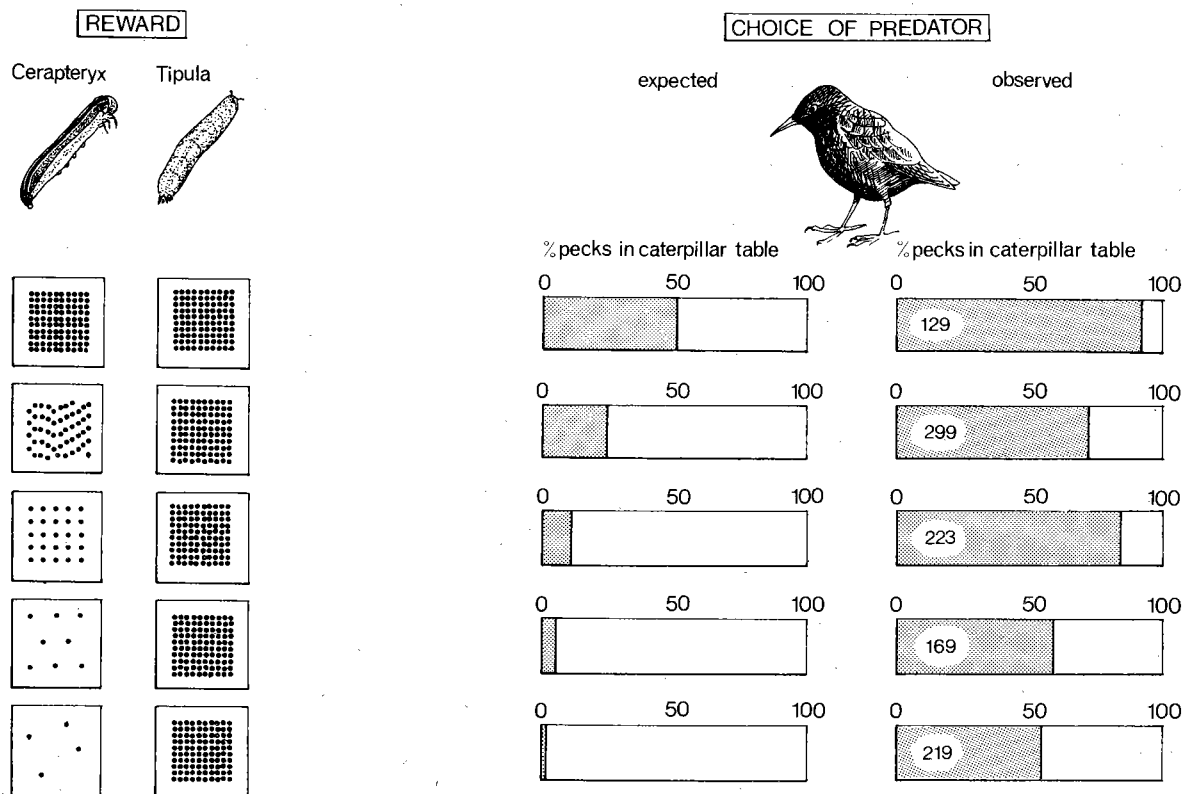 REWARD
CHOICE OF PREDATOR
Cerapteryx Tipula
expected observed
% pecks in caterpillar table % pecks in caterpillar table
0 50 100 0 50 100
129
0 50 100 0 50 100
299
0 50 100 0 50 100
223
0 50 100 0 50 100
169
0 50 100 0 50 100
219